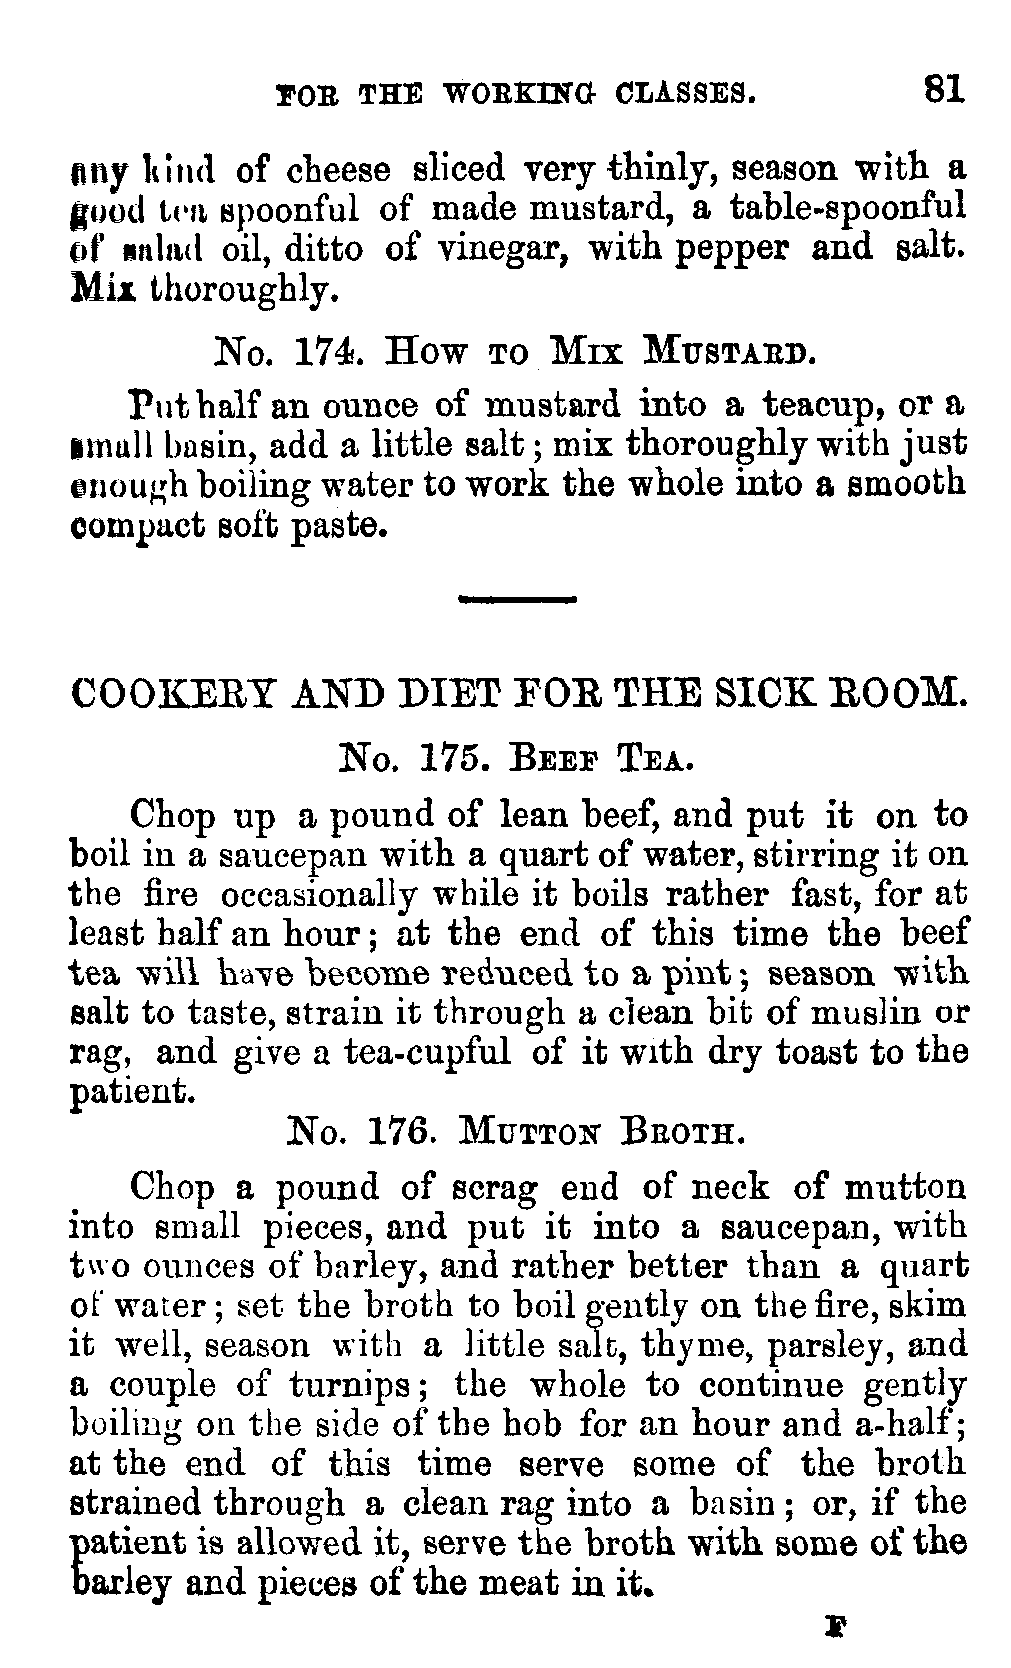 FOR THE WORKING CLASSES. 81
any kind of cheese sliced very thinly, season with a
good tea spoonful of made mustard, a table-spoonful
of salad oil, ditto of vinegar, with pepper and salt.
Mix thoroughly.
No. 174. How to Mix Mustard.
Put half an ounce of mustard into a teacup, or a
small basin, add a little salt; mix thoroughly with just
enough boiling water to work the whole into a smooth
compact soft paste.
COOKERY AND DIET FOR THE SICK ROOM.
No. 175. Beef Tea.
Chop up a pound of lean beef, and put it on to
boil in a saucepan with a quart of water, stirring it on
the fire occasionally while it boils rather fast, for at
least half an hour; at the end of this time the beef
tea will have become reduced to a pint; season with
salt to taste, strain it through a clean bit of muslin or
rag, and give a tea-cupful of it with dry toast to the
patient.
No. 176. Mutton Broth.
Chop a pound of scrag end of neck of mutton
into small pieces, and put it into a saucepan, with
two ounces of barley, and rather better than a quart
of water; set the broth to boil gently on the fire, skim
it well, season with a little salt, thyme, parsley, and
a couple of turnips; the whole to continue gently
boiling on the side of the hob for an hour and a-half;
at the end of this time serve some of the broth
strained through a clean rag into a basin; or, if the
patient is allowed it, serve the broth with some of the
barley and pieces of the meat in it.
F